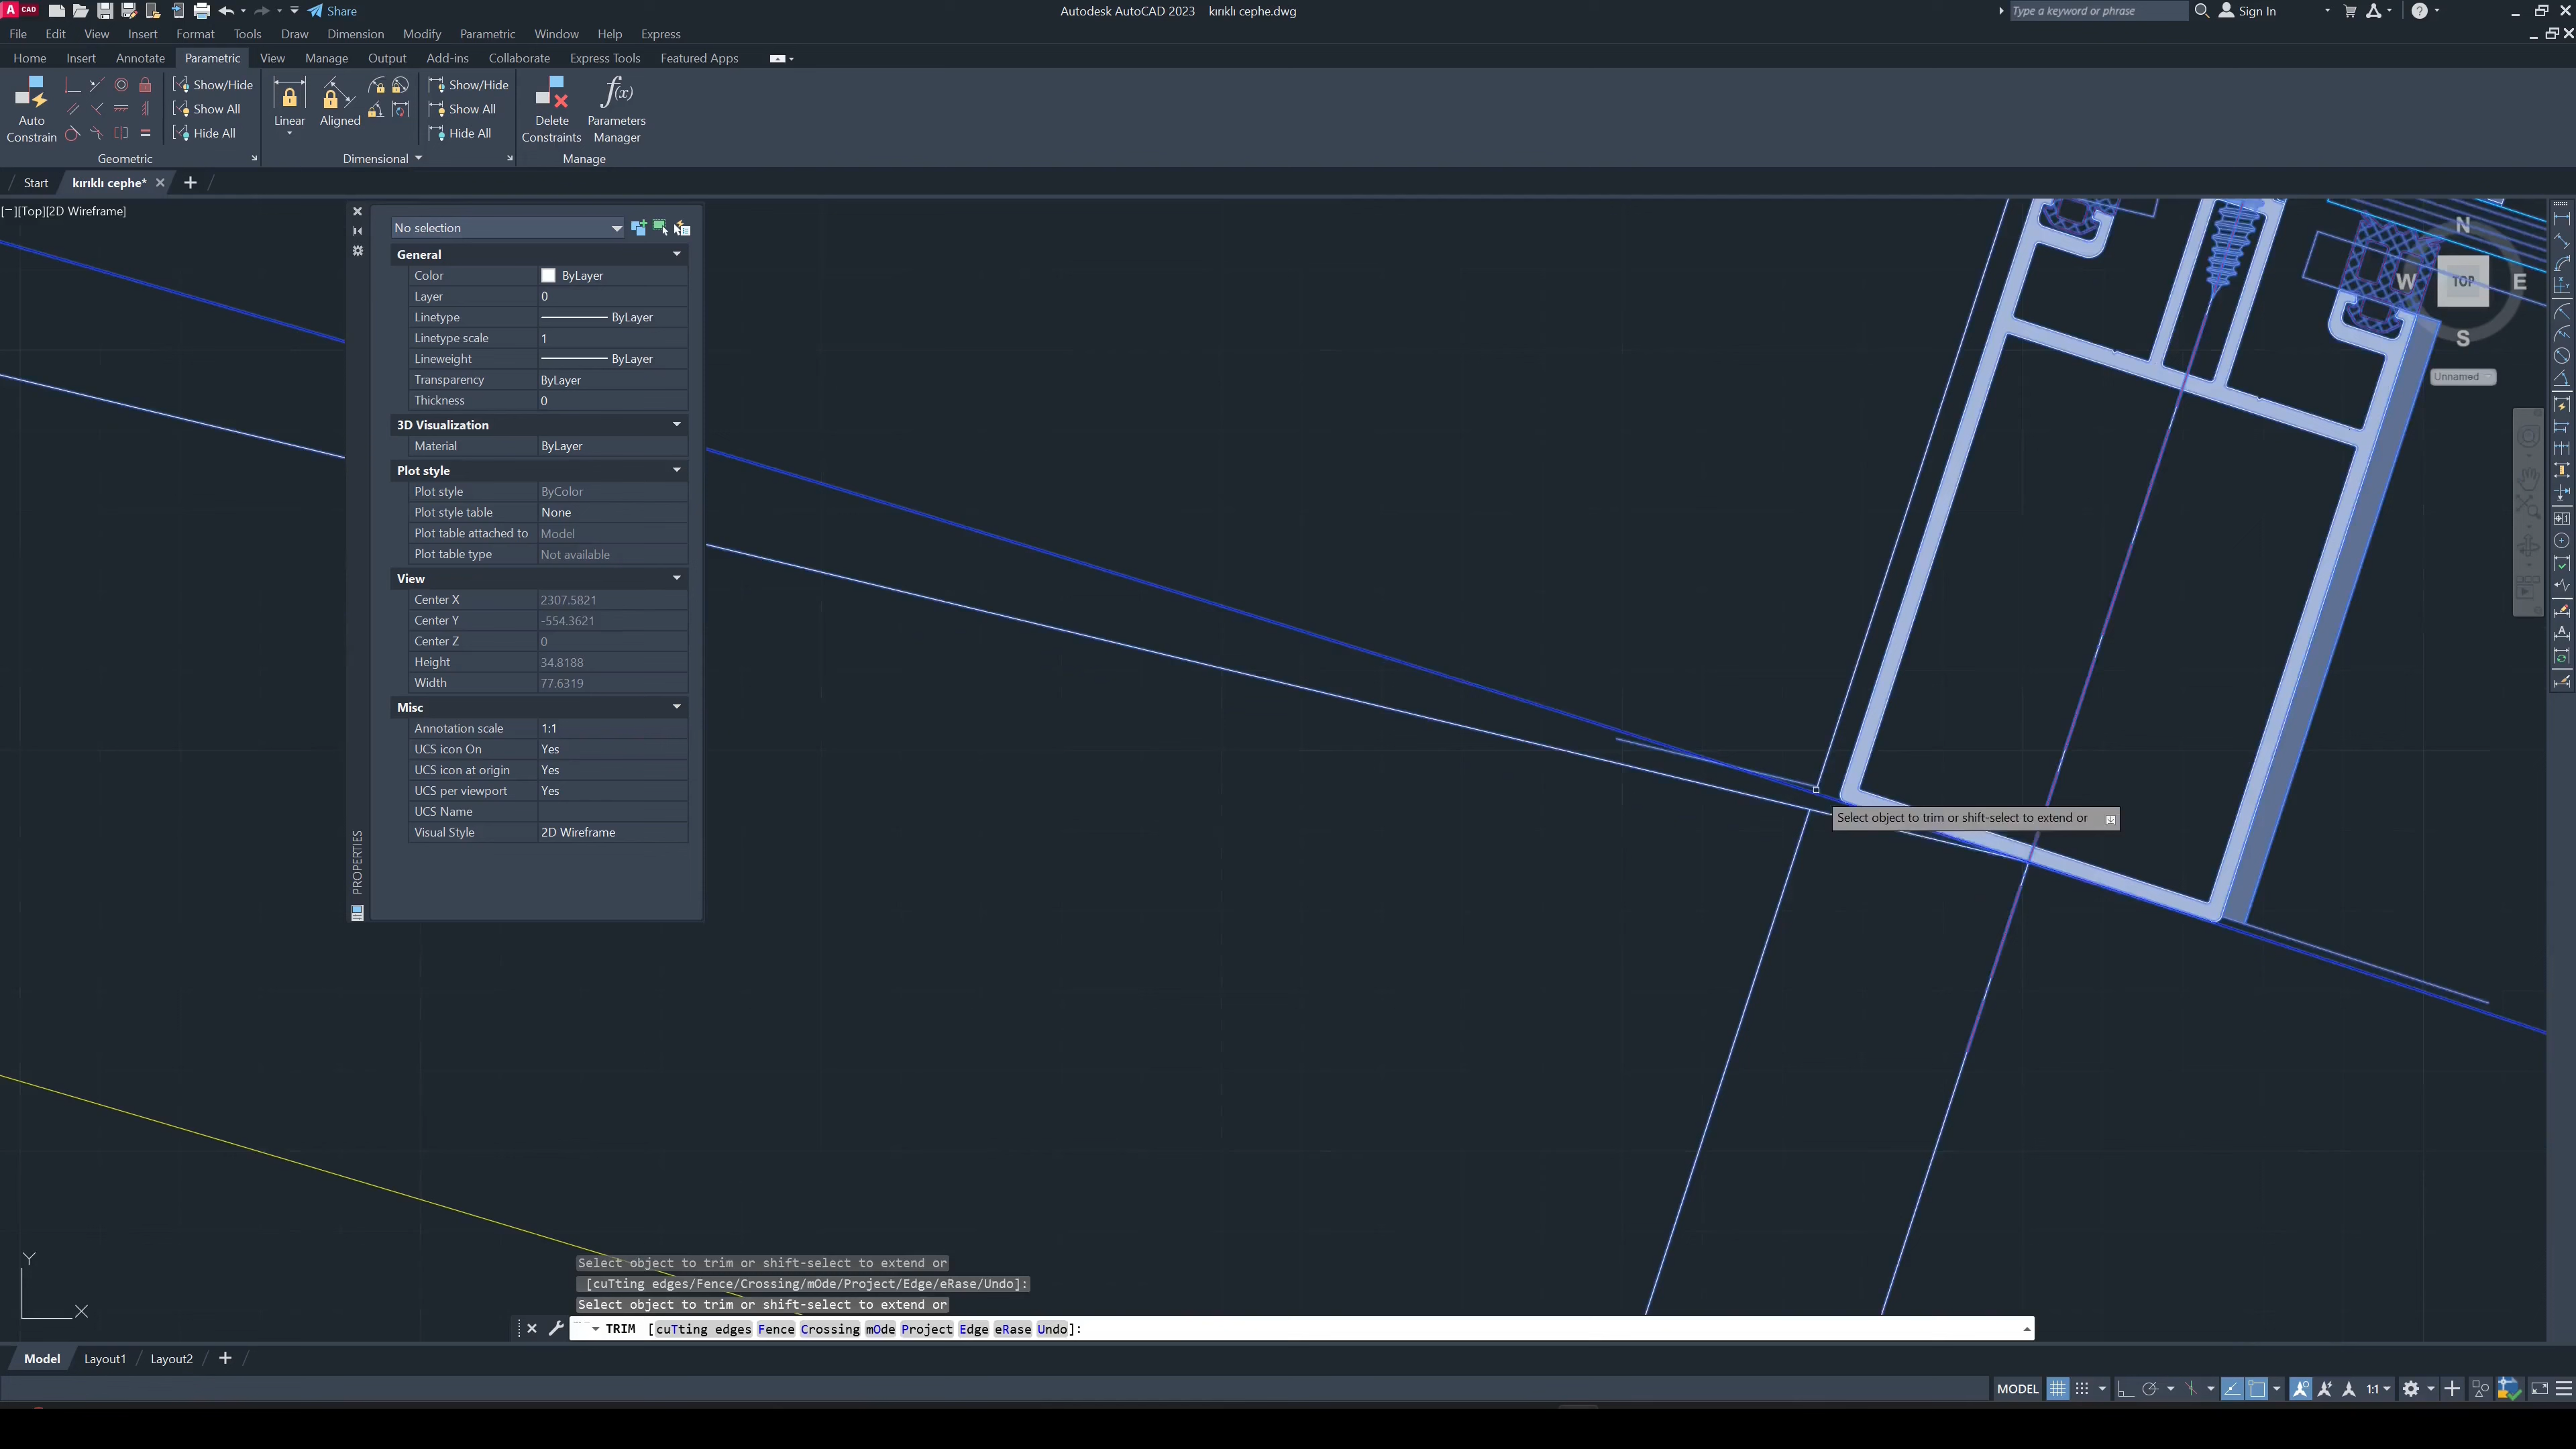 A CAD Share Autodesk AutoCAD 2023 kırıklı cephe.dwg Type a keyword or phrase Sign In
File Edit View Insert Format Tools Draw Dimension Modify Parametric Window Help Express
Home Insert Annotate Parametric View Manage Output Add-ins Collaborate Express Tools Featured Apps
Auto
Constrain
Show/Hide
Show All
Hide All
Geometric
Linear
Aligned
Show/Hide
Show All
Hide All
Dimensional
Delete
Constraints
f(x)
Parameters
Manager
Manage
Start kırıklı cephe*
[−][Top][2D Wireframe]
No selection
General
Color ByLayer
Layer 0
Linetype ByLayer
Linetype scale 1
Lineweight ByLayer
Transparency ByLayer
Thickness 0
3D Visualization
Material ByLayer
Plot style
Plot style ByColor
Plot style table None
Plot table attached to Model
Plot table type Not available
View
Center X 2307.5821
Center Y -554.3621
Center Z 0
Height 34.8188
Width 77.6319
Misc
Annotation scale 1:1
UCS icon On Yes
UCS icon at origin Yes
UCS per viewport Yes
UCS Name
Visual Style 2D Wireframe
PROPERTIES
N
W TOP E
S
Unnamed
Select object to trim or shift-select to extend or
Y
X
Select object to trim or shift-select to extend or
[cuTting edges/Fence/Crossing/mOde/Project/Edge/eRase/Undo]:
Select object to trim or shift-select to extend or
TRIM [cuTting edges Fence Crossing mOde Project Edge eRase Undo]:
Model Layout1 Layout2
MODEL 1:1